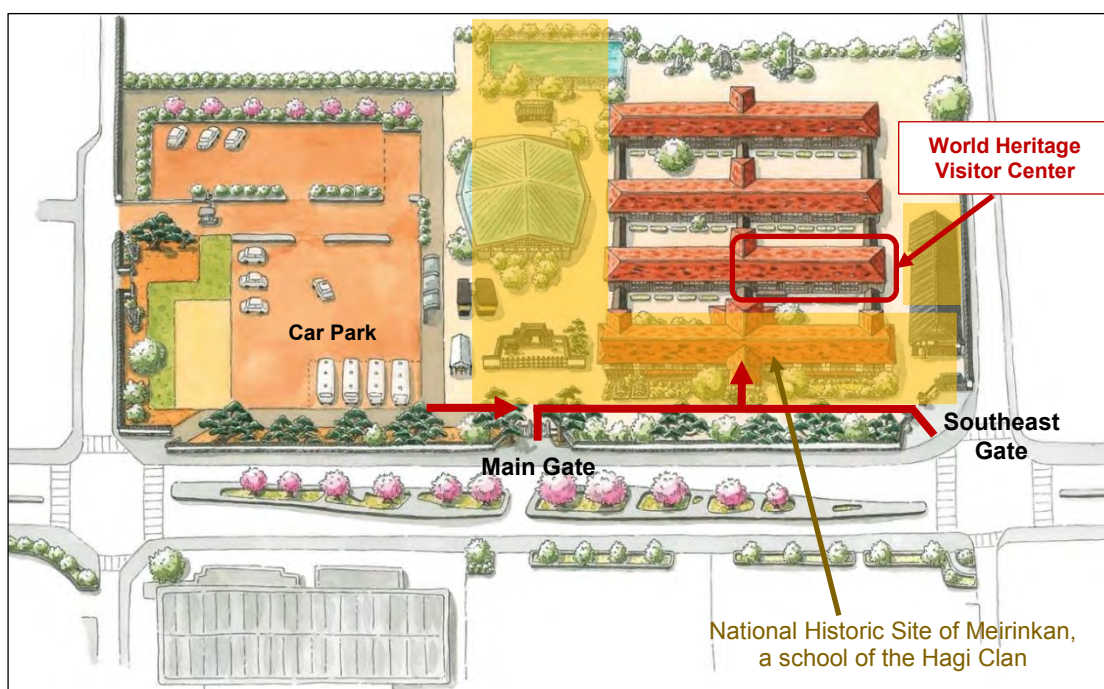 World Heritage
Visitor Center
Car Park
Main Gate
Southeast
Gate
National Historic Site of Meirinkan,
a school of the Hagi Clan